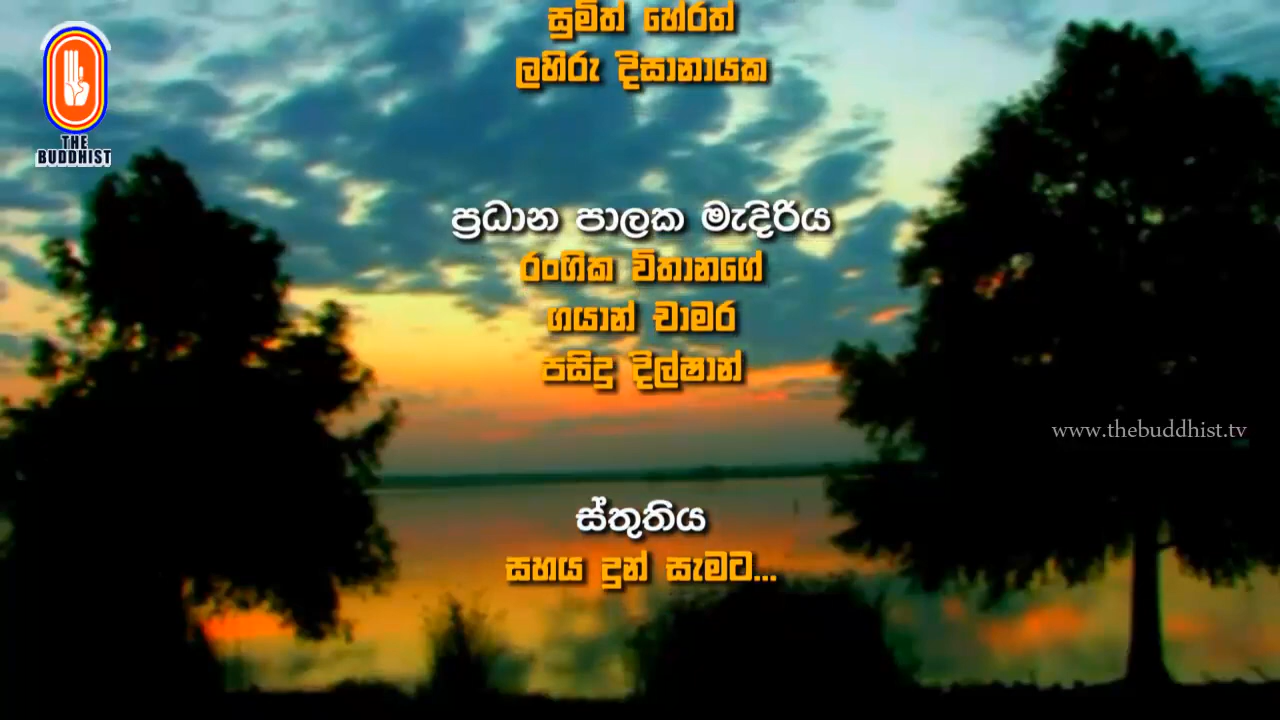 සුමිත් හේරත්
ලහිරු දිසානායක
THE
BUDDHIST
ප්‍රධාන පාලක මැදිරිය
රංගික විතානගේ
ගයාන් චාමර
පසිදු දිල්ෂාන්
www.thebuddhist.tv
ස්තුතිය
සහය දුන් සැමට...